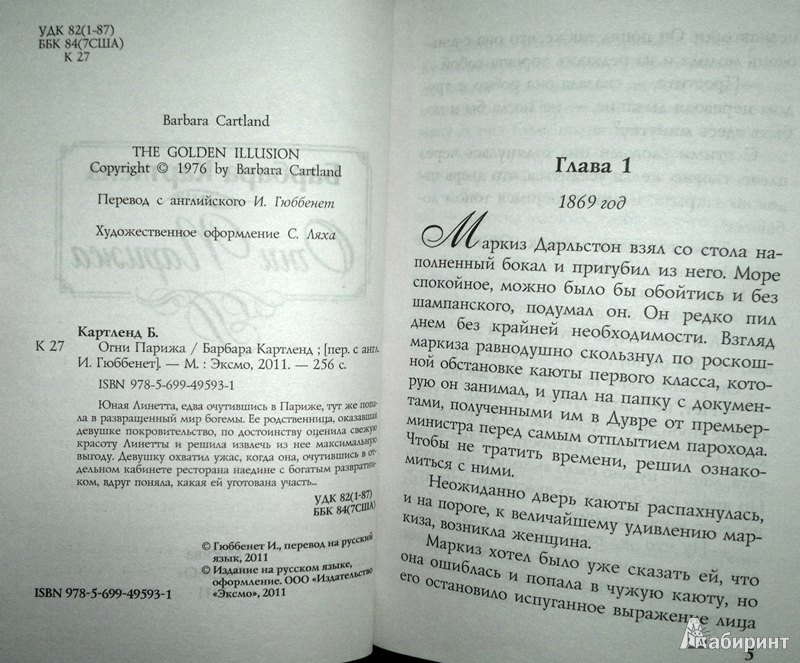 УДК 82(1-87)
ББК 84(7США)
К 27
Barbara Cartland
THE GOLDEN ILLUSION
Copyright © 1976 by Barbara Cartland
Перевод с английского И. Гюббенет
Художественное оформление С. Ляха
Картленд Б.
К 27 Огни Парижа / Барбара Картленд ; [пер. с англ.
И. Гюббенет]. — М. : Эксмо, 2011. — 256 с.
ISBN 978-5-699-49593-1
Юная Линетта, едва очутившись в Париже, тут же попа-
ла в развращенный мир богемы. Ее родственница, оказавшая
девушке покровительство, по достоинству оценила свежую
красоту Линетты и решила извлечь из нее максимальную
выгоду. Девушку охватил ужас, когда она, очутившись в от-
дельном кабинете ресторана наедине с богатым развратни-
ком, вдруг поняла, какая ей уготована участь...
УДК 82(1-87)
ББК 84(7США)
© Гюббенет И., перевод на русский
язык, 2011
© Издание на русском языке,
оформление. ООО «Издательство
«Эксмо», 2011
ISBN 978-5-699-49593-1
Глава 1
1869 год
Маркиз Дарльстон взял со стола на-
полненный бокал и пригубил из него. Море
спокойное, можно было бы обойтись и без
шампанского, подумал он. Он редко пил
днем без крайней необходимости. Взгляд
маркиза равнодушно скользнул по роскош-
ной обстановке каюты первого класса, кото-
рую он занимал, и упал на папку с докумен-
тами, полученными им в Дувре от премьер-
министра перед самым отплытием парохода.
Чтобы не тратить времени, решил ознако-
миться с ними.
Неожиданно дверь каюты распахнулась,
и на пороге, к величайшему удивлению мар-
киза, возникла женщина.
Маркиз хотел было уже сказать ей, что
она ошиблась и попала в чужую каюту, но
его остановило испуганное выражение лица
5
Лабиринт